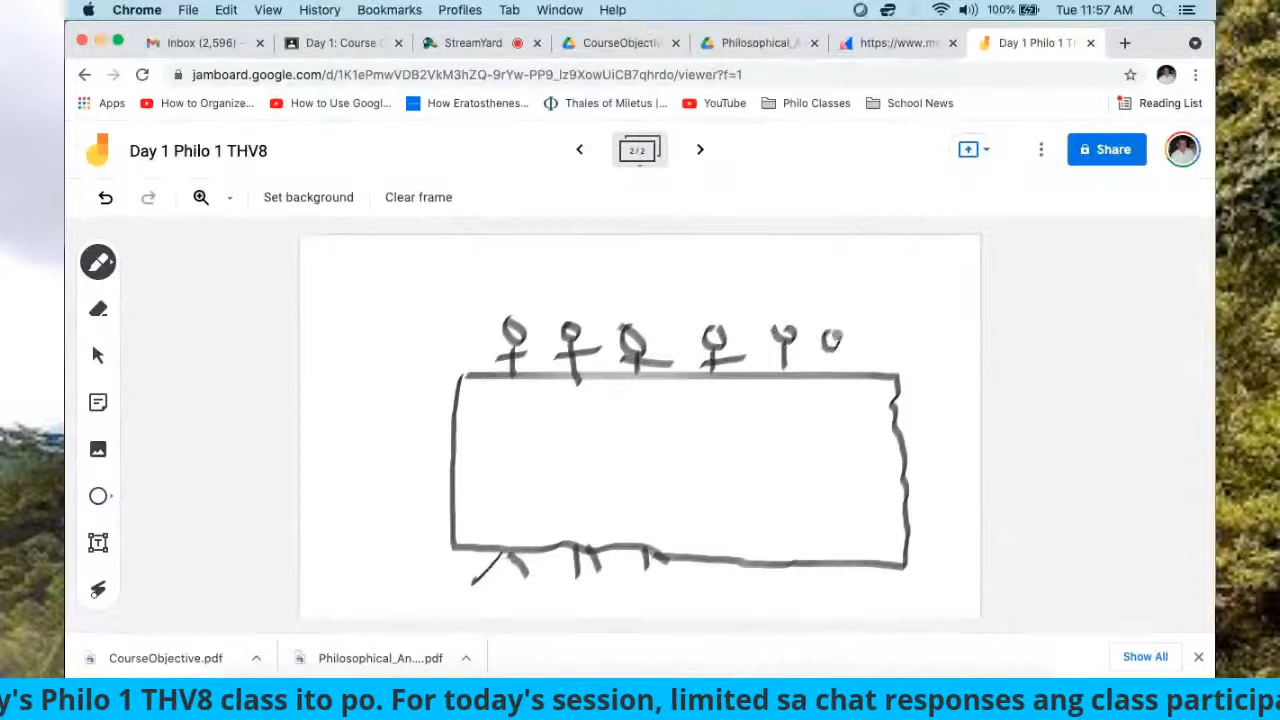 Chrome File Edit View History Bookmarks Profiles Tab Window Help 100% Tue 11:57 AM
Inbox (2,596) - Day 1: Course StreamYard CourseObjectiv Philosophical_A https://www.m Day 1 Philo 1 T
jamboard.google.com/d/1K1ePmwVDB2VkM3hZQ-9rYw-PP9_lz9XowUiCB7qhrdo/viewer?f=1
Apps How to Organize... How to Use Googl... How Eratosthenes... Thales of Miletus |... YouTube Philo Classes School News Reading List
Day 1 Philo 1 THV8 2/2 Share
Set background Clear frame
CourseObjective.pdf Philosophical_An....pdf Show All
y's Philo 1 THV8 class ito po. For today's session, limited sa chat responses ang class participa